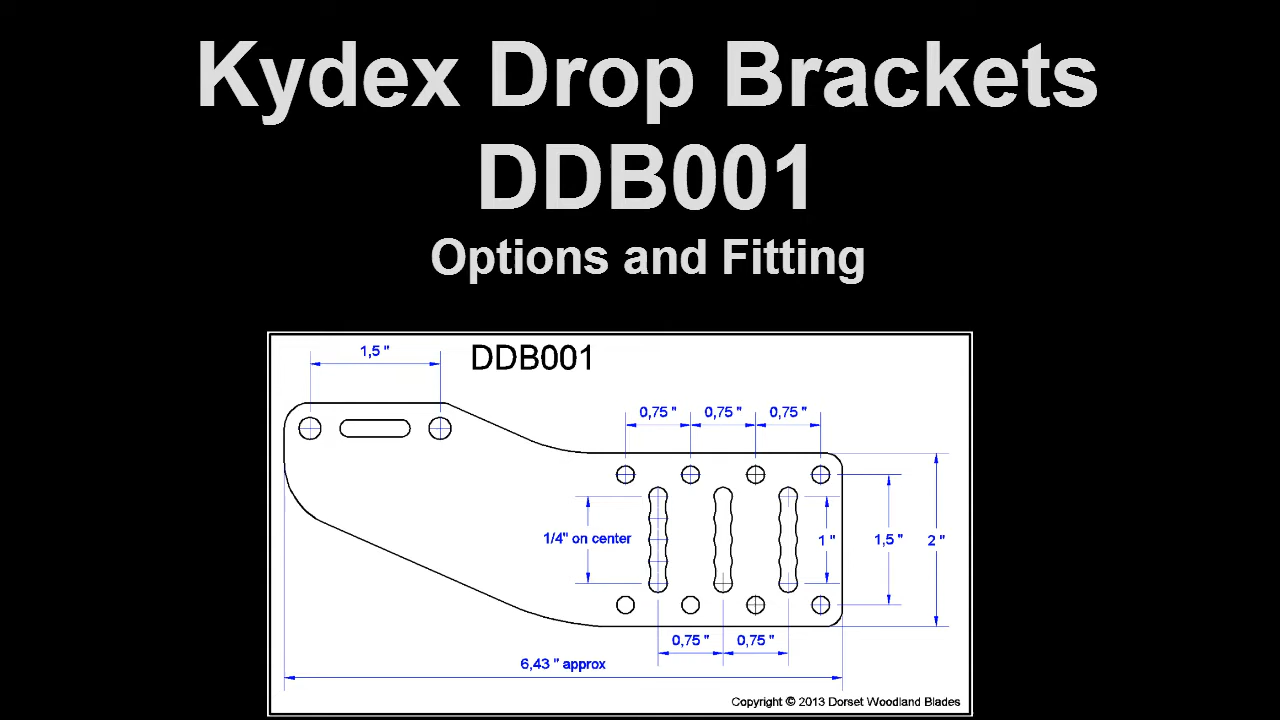 Kydex Drop Brackets
DDB001
Options and Fitting
1,5 "
DDB001
0,75 " 0,75 " 0,75 "
1/4" on center
1 "
1,5 "
2 "
0,75 " 0,75 "
6,43 " approx
Copyright © 2013 Dorset Woodland Blades